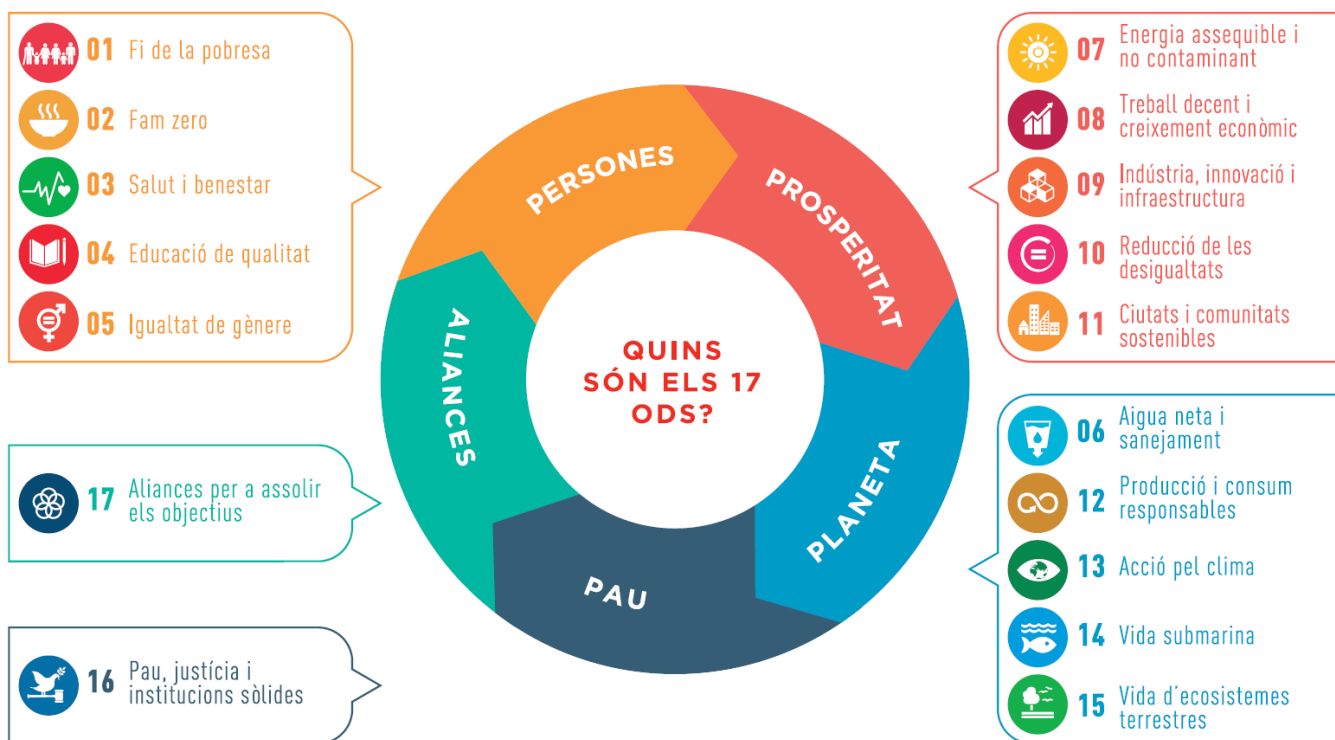 01 Fi de la pobresa
02 Fam zero
03 Salut i benestar
04 Educació de qualitat
05 Igualtat de gènere
17 Aliances per a assolir
els objectius
16 Pau, justícia i
institucions sòlides
PERSONES
PROSPERITAT
PLANETA
PAU
ALIANCES
QUINS
SÓN ELS 17
ODS?
07 Energia assequible i
no contaminant
08 Treball decent i
creixement econòmic
09 Indústria, innovació i
infraestructura
10 Reducció de les
desigualtats
11 Ciutats i comunitats
sostenibles
06 Aigua neta i
sanejament
12 Producció i consum
responsables
13 Acció pel clima
14 Vida submarina
15 Vida d'ecosistemes
terrestres